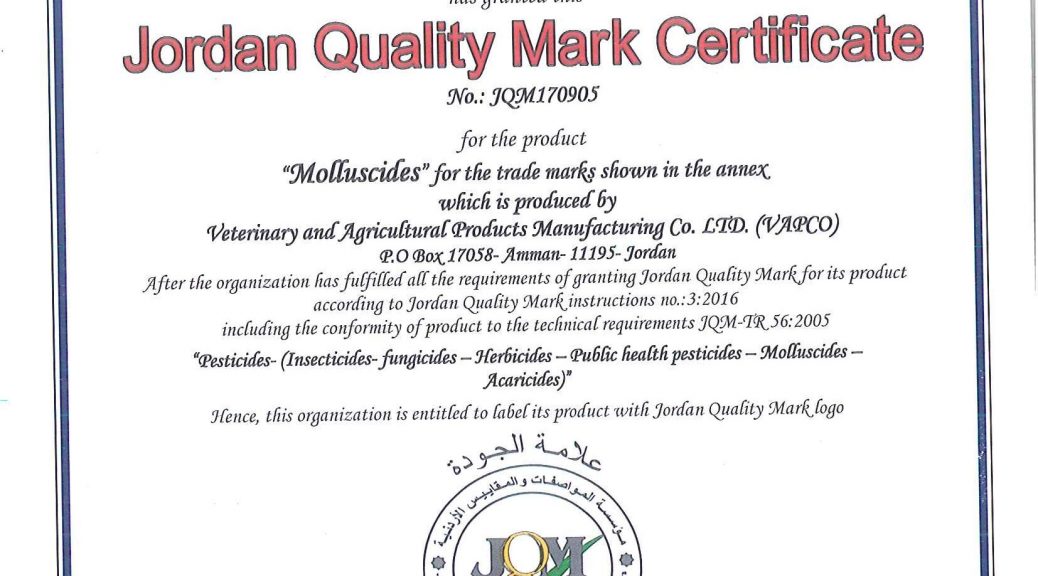 has granted this
Jordan Quality Mark Certificate
No.: JQM170905
for the product
“Molluscides” for the trade marks shown in the annex
which is produced by
Veterinary and Agricultural Products Manufacturing Co. LTD. (VAPCO)
P.O Box 17058- Amman- 11195- Jordan
After the organization has fulfilled all the requirements of granting Jordan Quality Mark for its product
according to Jordan Quality Mark instructions no.:3:2016
including the conformity of product to the technical requirements JQM-TR 56:2005
“Pesticides- (Insecticides- fungicides – Herbicides – Public health pesticides – Molluscides –
Acaricides)”
Hence, this organization is entitled to label its product with Jordan Quality Mark logo
علامة الجودة
مؤسسة المواصفات والمقاييس الأردنية
JQM